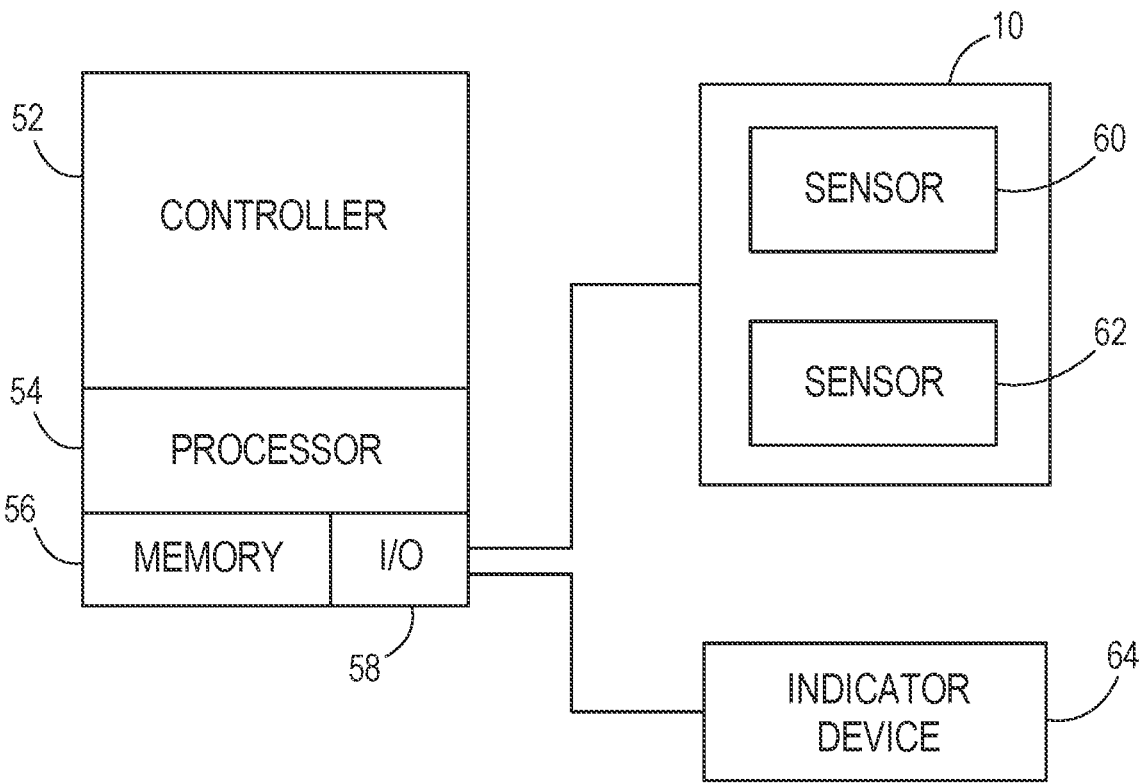 10
52
CONTROLLER
SENSOR
60
SENSOR
62
54
PROCESSOR
56
MEMORY
I/O
58
INDICATOR
DEVICE
64